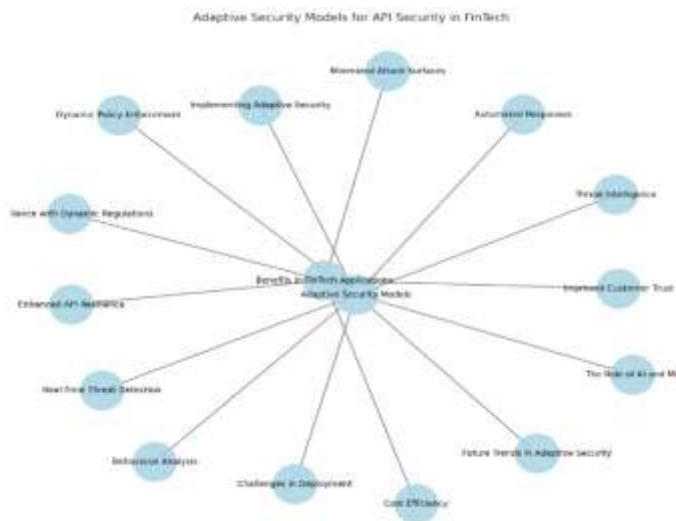 Adaptive Security Models for API Security in FinTech
Minimized Attack Surfaces
Implementing Adaptive Security
Dynamic Policy Enforcement
Automated Responses
Threat Intelligence
liance with Dynamic Regulations
Benefits in FinTech Applications
Adaptive Security Models
Improved Customer Trust
Enhanced API Resilience
The Role of AI and M
Real-Time Threat Detection
Future Trends in Adaptive Security
Behavioral Analysis
Challenges in Deployment
Cost Efficiency